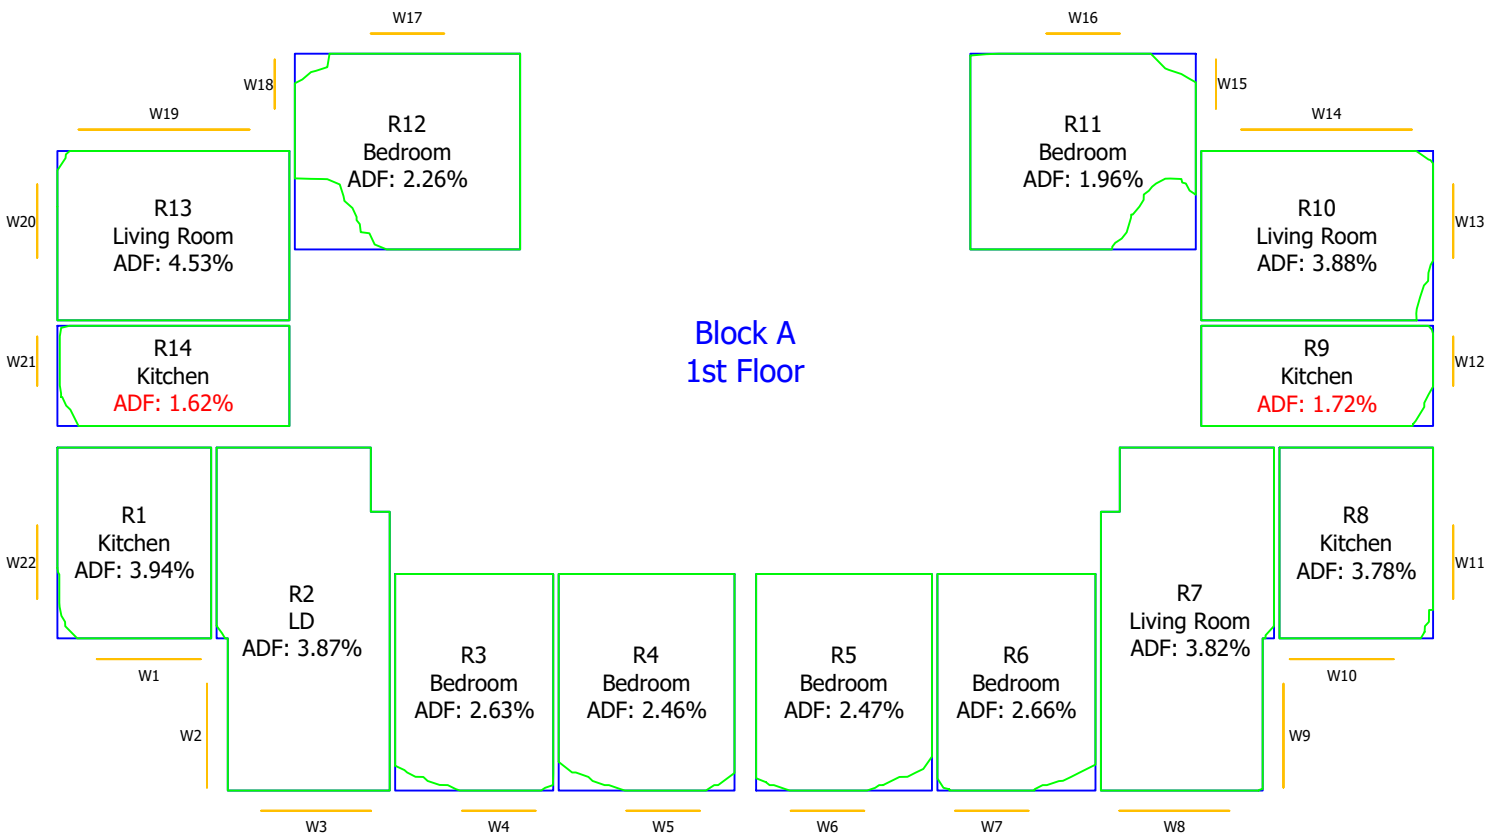 W17
W16
W18
W15
W19
W14
R12
Bedroom
ADF: 2.26%
R11
Bedroom
ADF: 1.96%
W20
R13
Living Room
ADF: 4.53%
R10
Living Room
ADF: 3.88%
W13
Block A
1st Floor
W21
R14
Kitchen
ADF: 1.62%
R9
Kitchen
ADF: 1.72%
W12
W22
R1
Kitchen
ADF: 3.94%
R2
LD
ADF: 3.87%
R3
Bedroom
ADF: 2.63%
R4
Bedroom
ADF: 2.46%
R5
Bedroom
ADF: 2.47%
R6
Bedroom
ADF: 2.66%
R7
Living Room
ADF: 3.82%
R8
Kitchen
ADF: 3.78%
W11
W1
W10
W2
W9
W3
W4
W5
W6
W7
W8